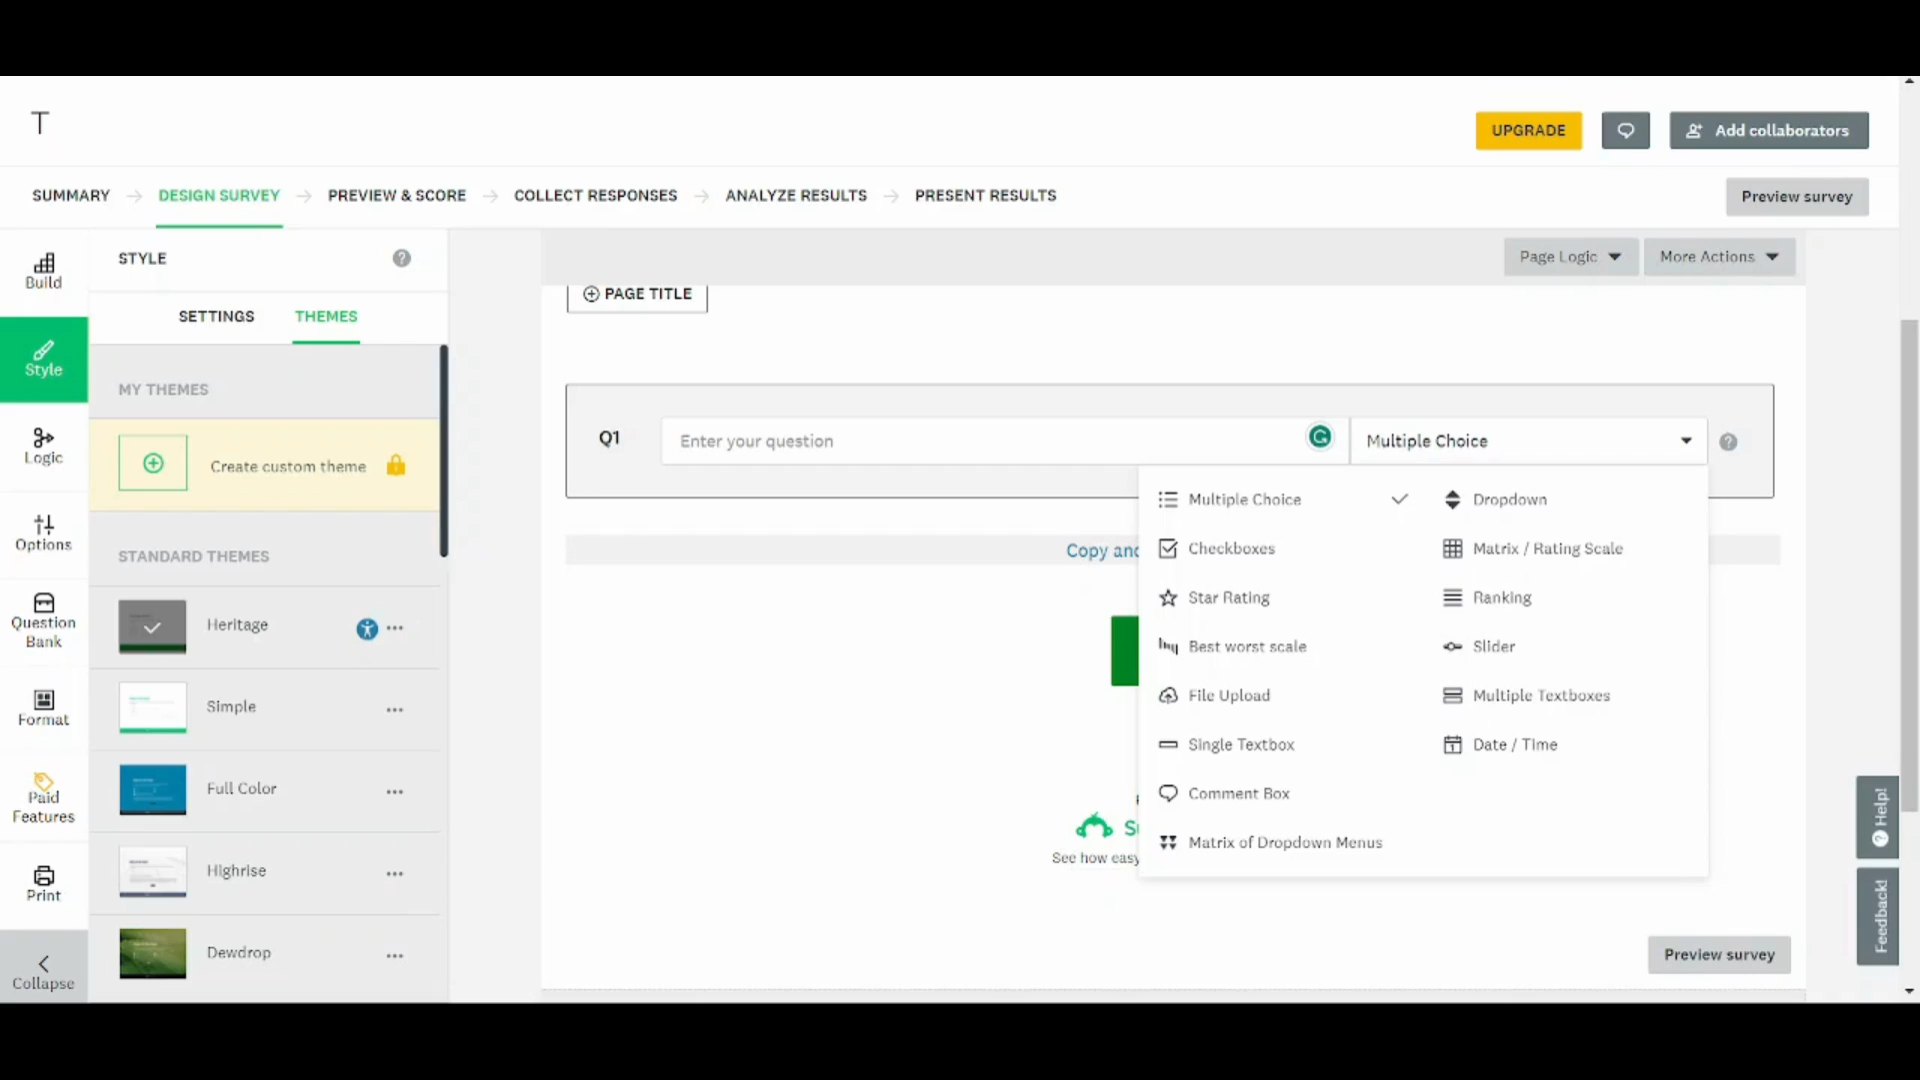 T
UPGRADE
Add collaborators
SUMMARY
DESIGN SURVEY
PREVIEW & SCORE
COLLECT RESPONSES
ANALYZE RESULTS
PRESENT RESULTS
Preview survey
Build
Style
Logic
Options
Question
Bank
Format
Paid
Features
Print
Collapse
STYLE
SETTINGS
THEMES
MY THEMES
Create custom theme
STANDARD THEMES
Heritage
Simple
Full Color
Highrise
Dewdrop
Page Logic
More Actions
PAGE TITLE
Q1
Enter your question
Multiple Choice
Multiple Choice
Dropdown
Checkboxes
Matrix / Rating Scale
Star Rating
Ranking
Best worst scale
Slider
File Upload
Multiple Textboxes
Single Textbox
Date / Time
Comment Box
Matrix of Dropdown Menus
Copy and
See how easy
Preview survey
Help!
Feedback!